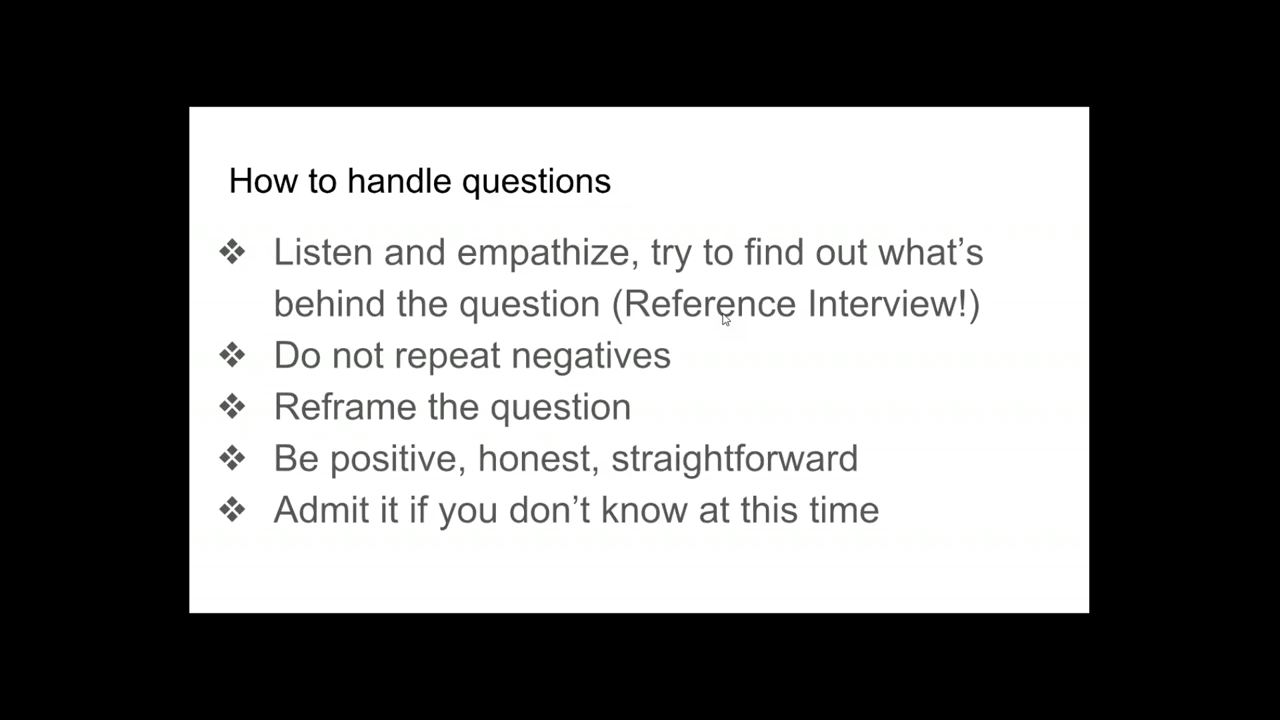 How to handle questions
❖ Listen and empathize, try to find out what’s
behind the question (Reference Interview!)
❖ Do not repeat negatives
❖ Reframe the question
❖ Be positive, honest, straightforward
❖ Admit it if you don’t know at this time